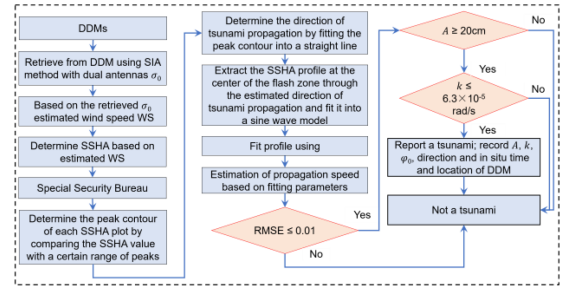 DDMs
Retrieve from DDM using SIA
method with dual antennas σ₀
Based on the retrieved σ₀
estimated wind speed WS
Determine SSHA based on
estimated WS
Special Security Bureau
Determine the peak contour
of each SSHA plot by
comparing the SSHA value
with a certain range of peaks
Determine the direction of
tsunami propagation by fitting the
peak contour into a straight line
Extract the SSHA profile at the
center of the flash zone through
the estimated direction of
tsunami propagation and fit it into
a sine wave model
Fit profile using
Estimation of propagation speed
based on fitting parameters
RMSE ≤ 0.01
Yes
No
A ≥ 20cm
No
Yes
k ≤
6.3×10⁻⁵
rad/s
No
Yes
Report a tsunami; record A, k,
φ₀, direction and in situ time
and location of DDM
Not a tsunami